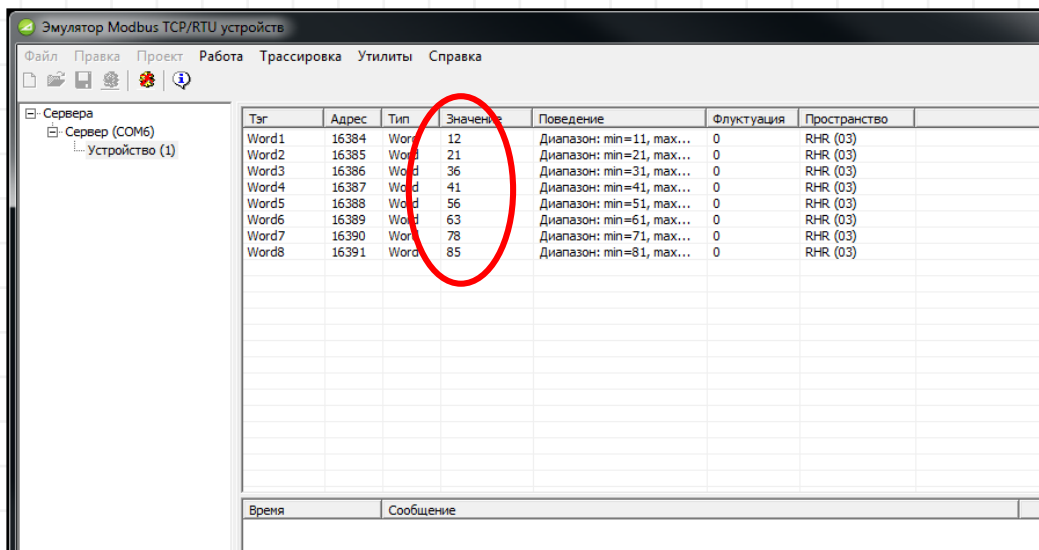 Эмулятор Modbus TCP/RTU устройств
Файл Правка Проект Работа Трассировка Утилиты Справка
Сервера
Сервер (COM6)
Устройство (1)
Тэг Адрес Тип Значение Поведение Флуктуация Пространство
Word1 16384 Word 12 Диапазон: min=11, max... 0 RHR (03)
Word2 16385 Word 21 Диапазон: min=21, max... 0 RHR (03)
Word3 16386 Word 36 Диапазон: min=31, max... 0 RHR (03)
Word4 16387 Word 41 Диапазон: min=41, max... 0 RHR (03)
Word5 16388 Word 56 Диапазон: min=51, max... 0 RHR (03)
Word6 16389 Word 63 Диапазон: min=61, max... 0 RHR (03)
Word7 16390 Word 78 Диапазон: min=71, max... 0 RHR (03)
Word8 16391 Word 85 Диапазон: min=81, max... 0 RHR (03)
Время Сообщение